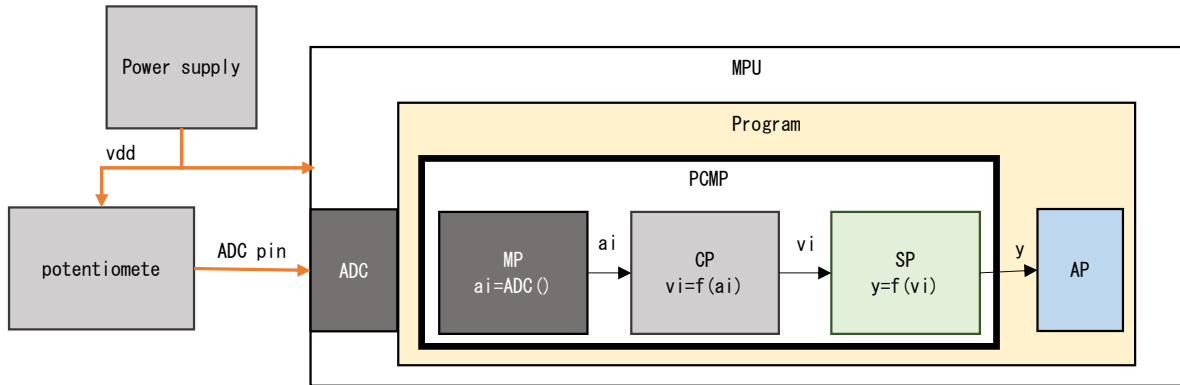 Power supply
MPU
Program
vdd
PCMP
potentiomete
ADC pin
ADC
MP
ai=ADC()
ai
CP
vi=f(ai)
vi
SP
y=f(vi)
y
AP